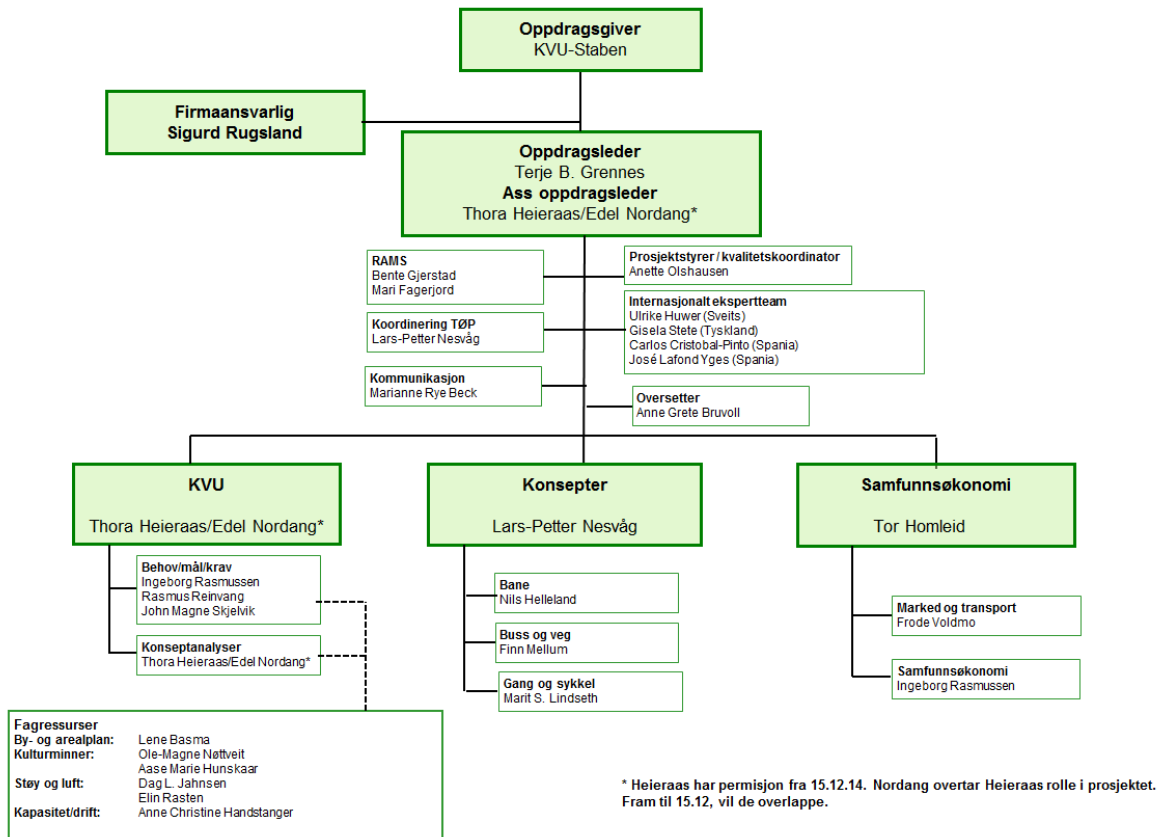 Oppdragsgiver
KVU-Staben
Firmaansvarlig
Sigurd Rugsland
Oppdragsleder
Terje B. Grennes
Ass oppdragsleder
Thora Heieraas/Edel Nordang*
RAMS
Bente Gjerstad
Mari Fagerjord
Prosjektstyrer / kvalitetskoordinator
Anette Olshausen
Koordinering TØP
Lars-Petter Nesvåg
Internasjonalt ekspertteam
Ulrike Huwer (Sveits)
Gisela Stete (Tyskland)
Carlos Cristobal-Pinto (Spania)
José Lafond Yges (Spania)
Kommunikasjon
Marianne Rye Beck
Oversetter
Anne Grete Bruvoll
KVU
Thora Heieraas/Edel Nordang*
Konsepter
Lars-Petter Nesvåg
Samfunnsøkonomi
Tor Homleid
Behov/mål/krav
Ingeborg Rasmussen
Rasmus Reinvang
John Magne Skjelvik
Konseptanalyser
Thora Heieraas/Edel Nordang*
Bane
Nils Helleland
Buss og veg
Finn Mellum
Gang og sykkel
Marit S. Lindseth
Marked og transport
Frode Voldmo
Samfunnsøkonomi
Ingeborg Rasmussen
Fagressurser
By- og arealplan: Lene Basma
Kulturminner: Ole-Magne Nøttveit
Aase Marie Hunskaar
Støy og luft: Dag L. Jahnsen
Elin Rasten
Kapasitet/drift: Anne Christine Handstanger
* Heieraas har permisjon fra 15.12.14. Nordang overtar Heieraas rolle i prosjektet.
Fram til 15.12, vil de overlappe.